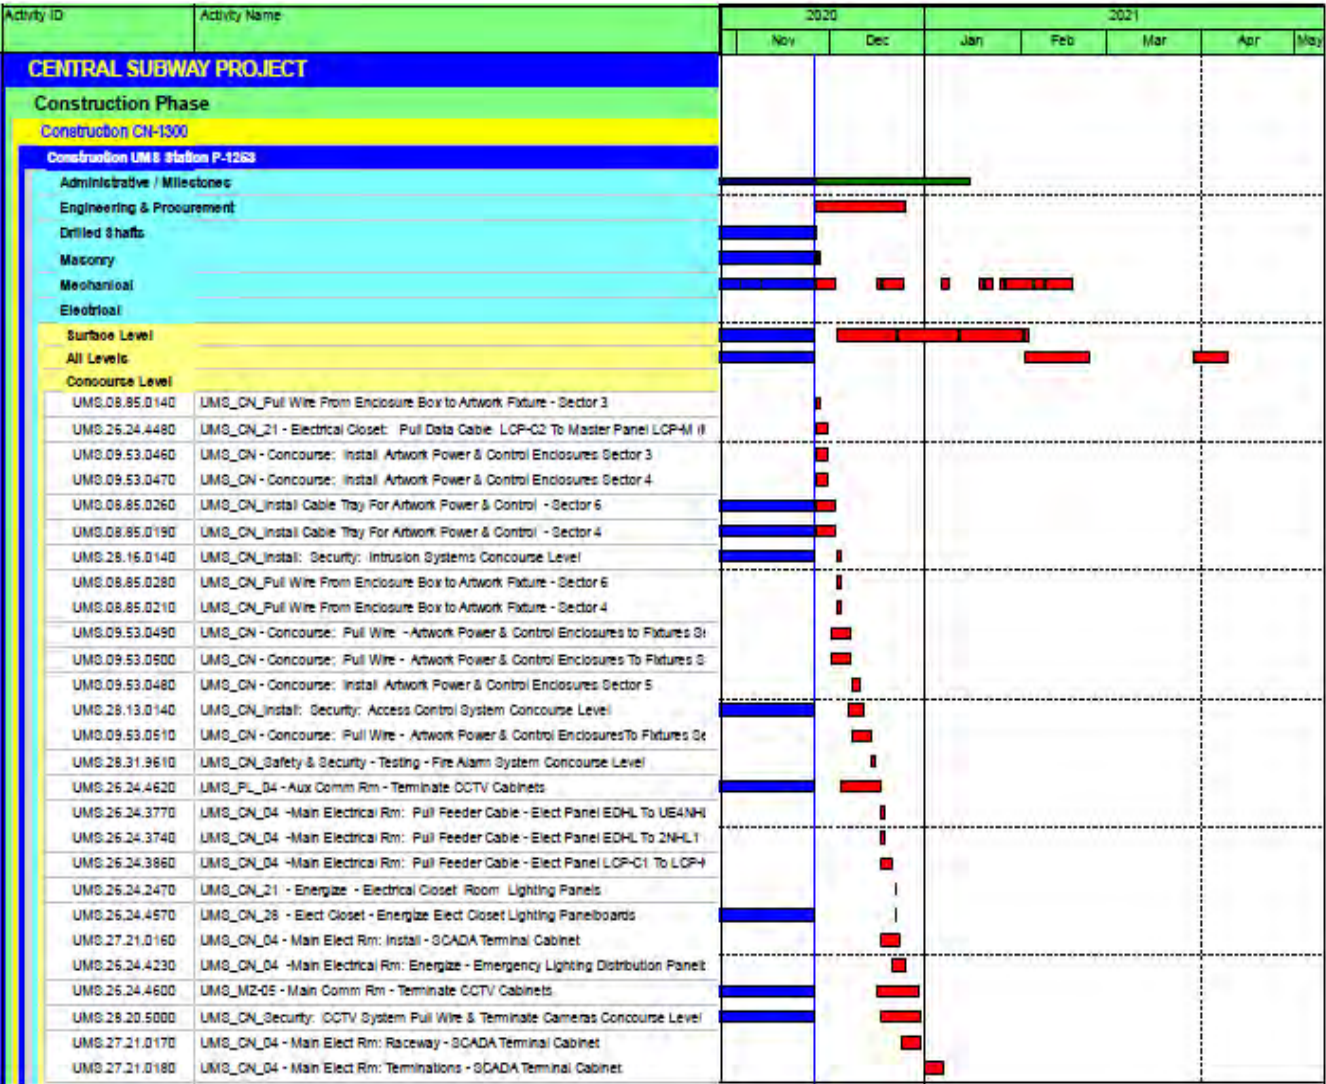 Activity ID Activity Name 2020 2021
Nov Dec Jan Feb Mar Apr May
CENTRAL SUBWAY PROJECT
Construction Phase
Construction CN-1300
Construction UMS Station P-1253
Administrative / Milestones
Engineering & Procurement
Drilled Shafts
Masonry
Mechanical
Electrical
Surface Level
All Levels
Concourse Level
UMS.08.85.0140 UMS_CN_Pull Wire From Enclosure Box to Artwork Fixture - Sector 3
UMS.26.24.4480 UMS_CN_21 - Electrical Closet: Pull Data Cable LCP-C2 To Master Panel LCP-M
UMS.09.53.0460 UMS_CN - Concourse: Install Artwork Power & Control Enclosures Sector 3
UMS.09.53.0470 UMS_CN - Concourse: Install Artwork Power & Control Enclosures Sector 4
UMS.08.85.0260 UMS_CN_Install Cable Tray For Artwork Power & Control - Sector 6
UMS.08.85.0190 UMS_CN_Install Cable Tray For Artwork Power & Control - Sector 4
UMS.28.16.0140 UMS_CN_Install: Security: Intrusion Systems Concourse Level
UMS.08.85.0280 UMS_CN_Pull Wire From Enclosure Box to Artwork Fixture - Sector 6
UMS.08.85.0210 UMS_CN_Pull Wire From Enclosure Box to Artwork Fixture - Sector 4
UMS.09.53.0490 UMS_CN - Concourse: Pull Wire - Artwork Power & Control Enclosures to Fixtures
UMS.09.53.0500 UMS_CN - Concourse: Pull Wire - Artwork Power & Control Enclosures To Fixtures S
UMS.09.53.0480 UMS_CN - Concourse: Install Artwork Power & Control Enclosures Sector 5
UMS.28.13.0140 UMS_CN_Install: Security: Access Control System Concourse Level
UMS.09.53.0510 UMS_CN - Concourse: Pull Wire - Artwork Power & Control EnclosuresTo Fixtures Se
UMS.28.31.9610 UMS_CN_Safety & Security - Testing - Fire Alarm System Concourse Level
UMS.26.24.4620 UMS_PL_04 - Aux Comm Rm - Terminate CCTV Cabinets
UMS.26.24.3770 UMS_CN_04 -Main Electrical Rm: Pull Feeder Cable - Elect Panel EDHL To UE4NH
UMS.26.24.3740 UMS_CN_04 -Main Electrical Rm: Pull Feeder Cable - Elect Panel EDHL To 2NHL1
UMS.26.24.3860 UMS_CN_04 -Main Electrical Rm: Pull Feeder Cable - Elect Panel LCP-C1 To LCP-
UMS.26.24.2470 UMS_CN_21 - Energize - Electrical Closet Room Lighting Panels
UMS.26.24.4570 UMS_CN_28 - Elect Closet - Energize Elect Closet Lighting Panelboards
UMS.27.21.0160 UMS_CN_04 - Main Elect Rm: Install - SCADA Terminal Cabinet
UMS.26.24.4230 UMS_CN_04 -Main Electrical Rm: Energize - Emergency Lighting Distribution Panelb
UMS.26.24.4600 UMS_MZ-05 - Main Comm Rm - Terminate CCTV Cabinets
UMS.28.20.5000 UMS_CN_Security: CCTV System Pull Wire & Terminate Cameras Concourse Level
UMS.27.21.0170 UMS_CN_04 - Main Elect Rm: Raceway - SCADA Terminal Cabinet
UMS.27.21.0180 UMS_CN_04 - Main Elect Rm: Terminations - SCADA Terminal Cabinet